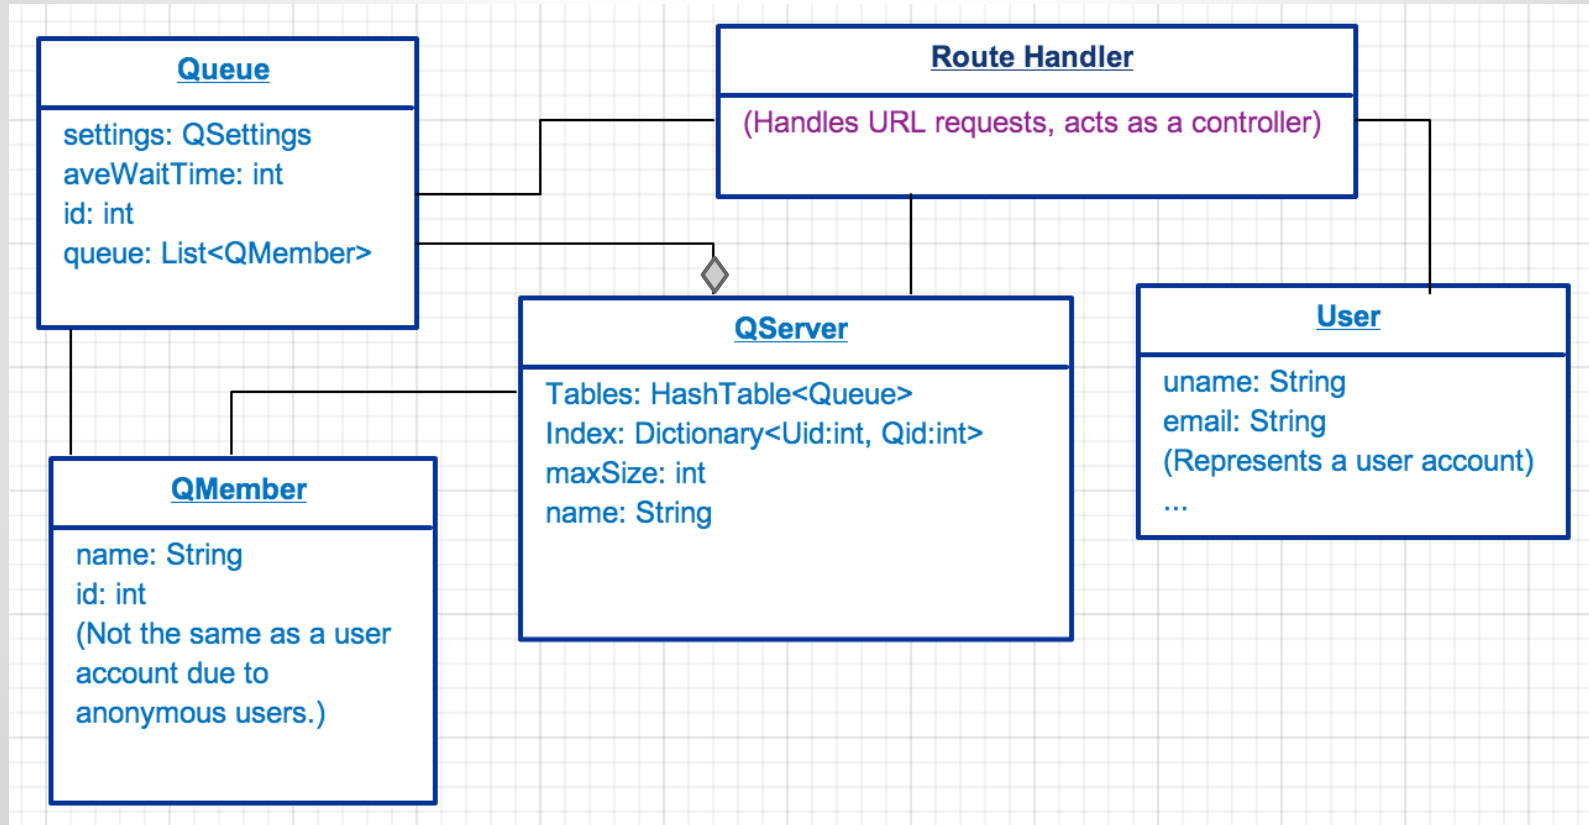 Queue
settings: QSettings
aveWaitTime: int
id: int
queue: List<QMember>
Route Handler
(Handles URL requests, acts as a controller)
QServer
Tables: HashTable<Queue>
Index: Dictionary<Uid:int, Qid:int>
maxSize: int
name: String
User
uname: String
email: String
(Represents a user account)
...
QMember
name: String
id: int
(Not the same as a user
account due to
anonymous users.)